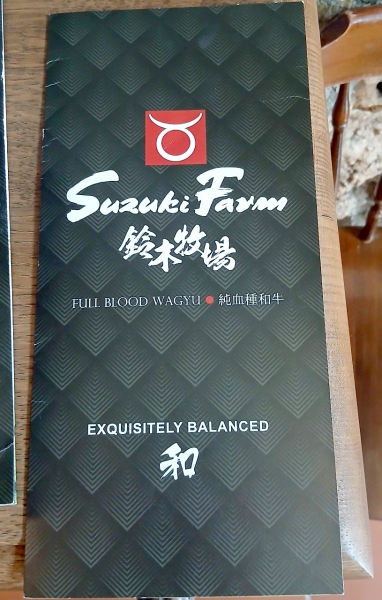 Suzuki Farm
鈴木牧場
FULL BLOOD WAGYU ● 純血種和牛
EXQUISITELY BALANCED
和